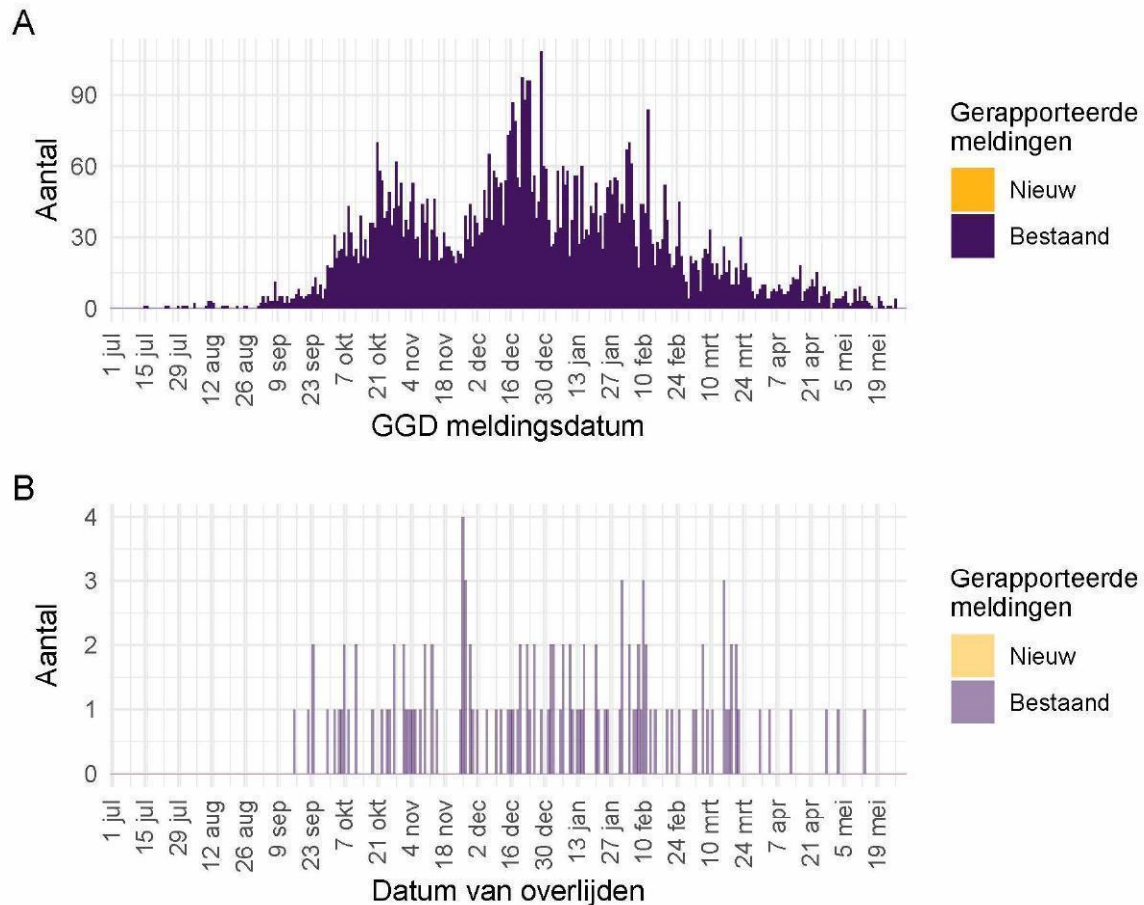 A
90
60
30
0
Aantal
1 jul
15 jul
29 jul
12 aug
26 aug
9 sep
23 sep
7 okt
21 okt
4 nov
18 nov
2 dec
16 dec
30 dec
13 jan
27 jan
10 feb
24 feb
10 mrt
24 mrt
7 apr
21 apr
5 mei
19 mei
GGD meldingsdatum
Gerapporteerde
meldingen
Nieuw
Bestaand
B
4
3
2
1
0
Aantal
1 jul
15 jul
29 jul
12 aug
26 aug
9 sep
23 sep
7 okt
21 okt
4 nov
18 nov
2 dec
16 dec
30 dec
13 jan
27 jan
10 feb
24 feb
10 mrt
24 mrt
7 apr
21 apr
5 mei
19 mei
Datum van overlijden
Gerapporteerde
meldingen
Nieuw
Bestaand